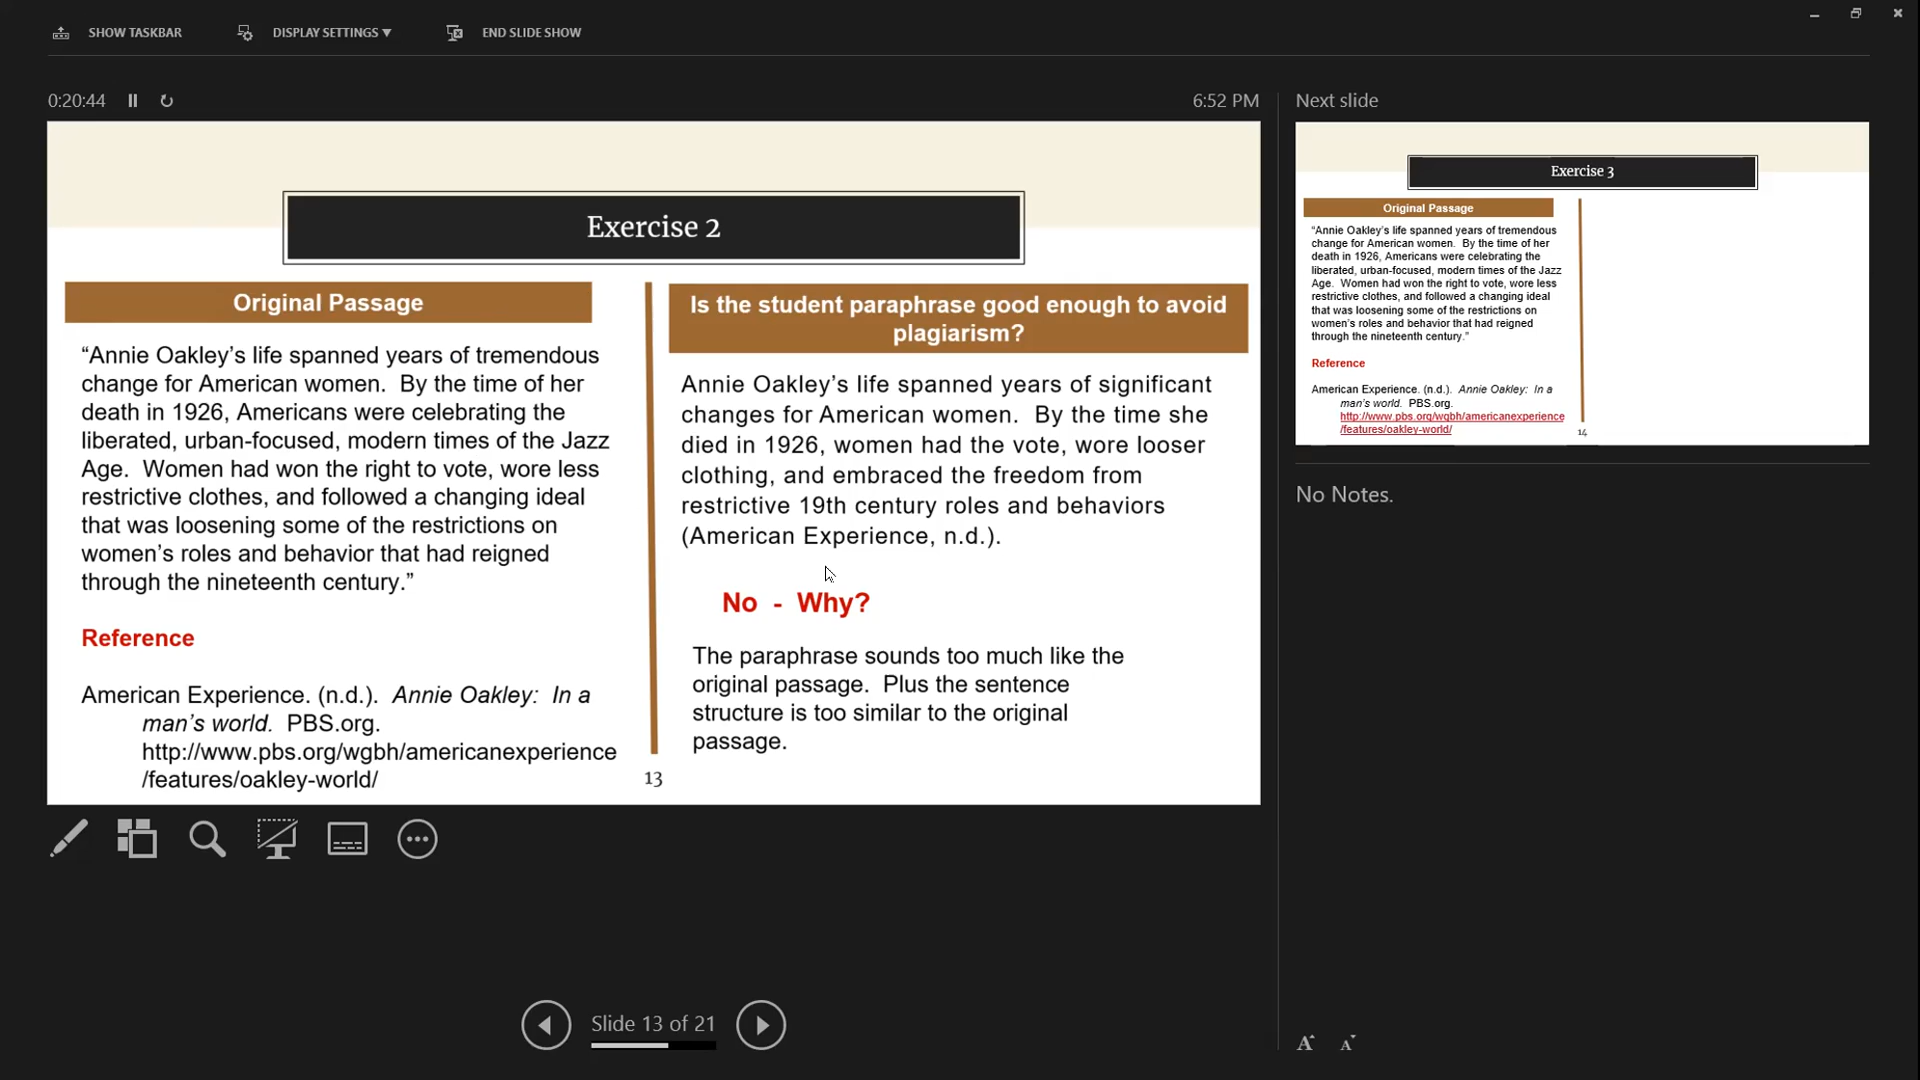 SHOW TASKBAR
DISPLAY SETTINGS ▼
END SLIDE SHOW
0:20:44
6:52 PM
Exercise 2
Original Passage
“Annie Oakley’s life spanned years of tremendous
change for American women.  By the time of her
death in 1926, Americans were celebrating the
liberated, urban-focused, modern times of the Jazz
Age.  Women had won the right to vote, wore less
restrictive clothes, and followed a changing ideal
that was loosening some of the restrictions on
women’s roles and behavior that had reigned
through the nineteenth century.”
Reference
American Experience. (n.d.).  Annie Oakley:  In a
man’s world.  PBS.org.
http://www.pbs.org/wgbh/americanexperience
/features/oakley-world/
Is the student paraphrase good enough to avoid
plagiarism?
Annie Oakley’s life spanned years of significant
changes for American women.  By the time she
died in 1926, women had the vote, wore looser
clothing, and embraced the freedom from
restrictive 19th century roles and behaviors
(American Experience, n.d.).
No  -  Why?
The paraphrase sounds too much like the
original passage.  Plus the sentence
structure is too similar to the original
passage.
13
Slide 13 of 21
Next slide
Exercise 3
Original Passage
“Annie Oakley’s life spanned years of tremendous
change for American women.  By the time of her
death in 1926, Americans were celebrating the
liberated, urban-focused, modern times of the Jazz
Age.  Women had won the right to vote, wore less
restrictive clothes, and followed a changing ideal
that was loosening some of the restrictions on
women’s roles and behavior that had reigned
through the nineteenth century.”
Reference
American Experience. (n.d.).  Annie Oakley:  In a
man’s world.  PBS.org.
http://www.pbs.org/wgbh/americanexperience
/features/oakley-world/
14
No Notes.
A A